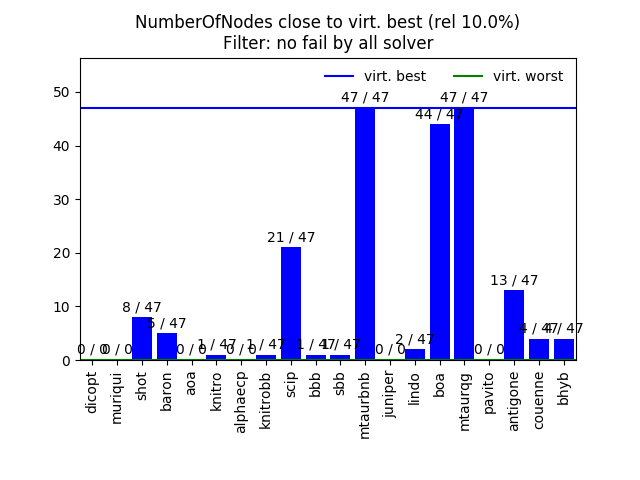 NumberOfNodes close to virt. best (rel 10.0%)
Filter: no fail by all solver
virt. best
virt. worst
50
40
30
20
10
0
0 / 0
0 / 0
8 / 47
5 / 47
0 / 0
1 / 47
0 / 0
1 / 47
21 / 47
1 / 47
1 / 47
47 / 47
0 / 0
2 / 47
44 / 47
47 / 47
0 / 0
13 / 47
4 / 47
4 / 47
dicopt
muriqui
shot
baron
aoa
knitro
alphaecp
knitrobb
scip
bbb
sbb
mtaurbnb
juniper
lindo
boa
mtaurqg
pavito
antigone
couenne
bhyb